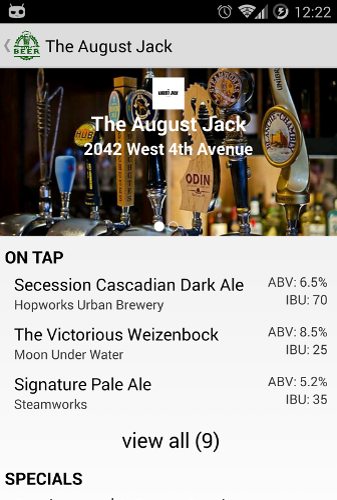 12:22
BEER
The August Jack
The August Jack
2042 West 4th Avenue
HUB
ODIN
ON TAP
Secession Cascadian Dark Ale
ABV: 6.5%
Hopworks Urban Brewery
IBU: 70
The Victorious Weizenbock
ABV: 8.5%
Moon Under Water
IBU: 25
Signature Pale Ale
ABV: 5.2%
Steamworks
IBU: 35
view all (9)
SPECIALS